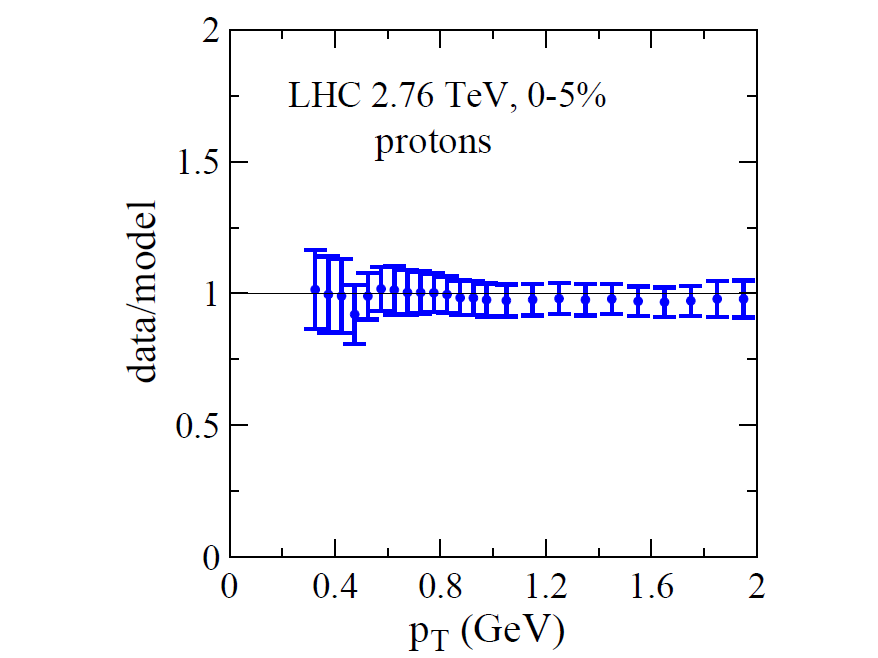 2
LHC 2.76 TeV, 0-5%
protons
1.5
data/model
1
0.5
0
0 0.4 0.8 1.2 1.6 2
pT (GeV)